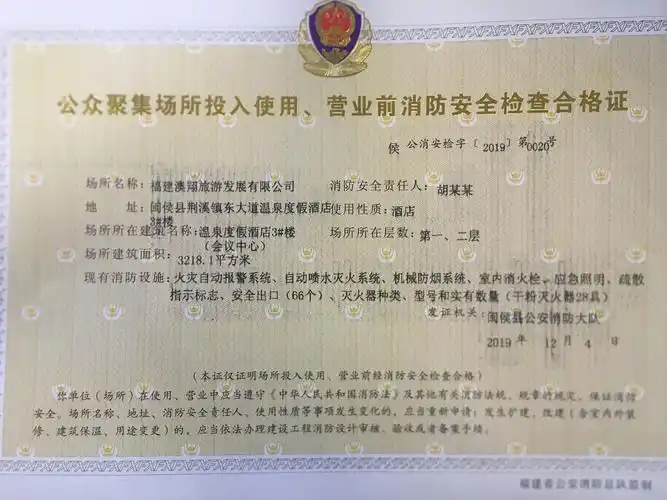 公众聚集场所投入使用、营业前消防安全检查合格证
侯 公消安检字〔2019〕第0020号
场所名称：福建澳翔旅游发展有限公司 消防安全责任人：胡某某
地 址：闽侯县荆溪镇东大道温泉度假酒店3#楼 使用性质：酒店
场所所在建筑名称：温泉度假酒店3#楼（会议中心） 场所所在层数：第一、二层
场所建筑面积：3218.1平方米
现有消防设施：火灾自动报警系统、自动喷水灭火系统、机械防烟系统、室内消火栓、应急照明、疏散
指示标志、安全出口（66个）、灭火器种类、型号和实有数量（干粉灭火器28具）
发证机关：闽侯县公安消防大队
2019 年 12 月 4 日
（本证仅证明场所投入使用、营业前经消防安全检查合格）
你单位（场所）在使用、营业中应当遵守《中华人民共和国消防法》及其他有关消防法规、规章的规定，保证消防
安全。场所名称、地址、消防安全责任人、使用性质等事项发生变化的，应当重新申请；发生扩建、改建（含室内外装
修、建筑保温、用途变更）的，应当依法办理建设工程消防设计审核、验收或者备案手续。
福建省公安消防总队监制